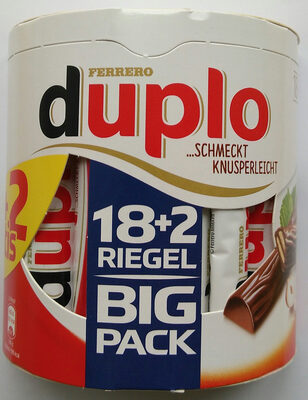 FERRERO
duplo
...SCHMECKT
KNUSPERLEICHT
18+2
RIEGEL
BIG
PACK